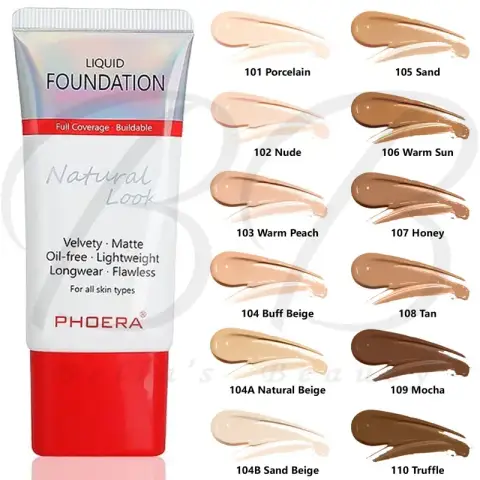 LIQUID
FOUNDATION
Full Coverage · Buildable
Natural
Look
Velvety · Matte
Oil-free · Lightweight
Longwear · Flawless
For all skin types
PHOERA®
101 Porcelain
105 Sand
102 Nude
106 Warm Sun
103 Warm Peach
107 Honey
104 Buff Beige
108 Tan
104A Natural Beige
109 Mocha
104B Sand Beige
110 Truffle
BB